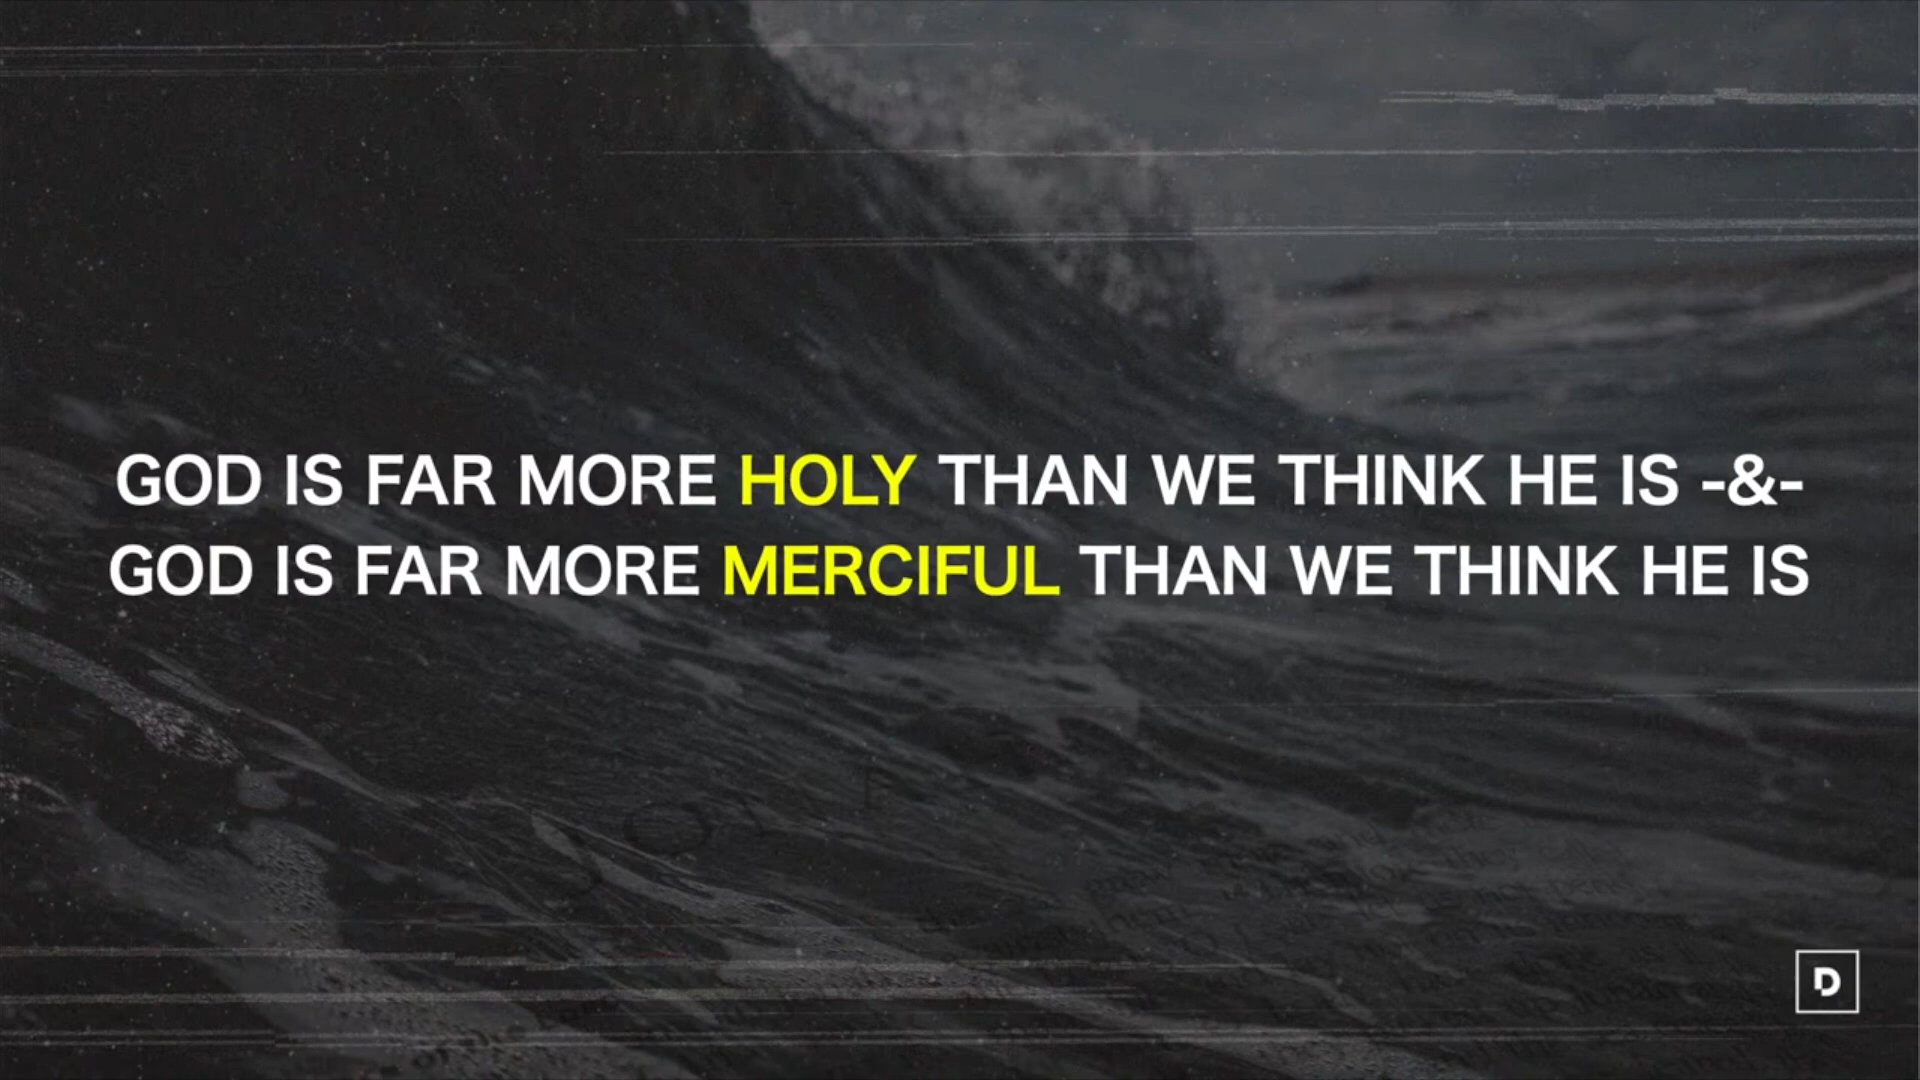 GOD IS FAR MORE HOLY THAN WE THINK HE IS -&-
GOD IS FAR MORE MERCIFUL THAN WE THINK HE IS
D